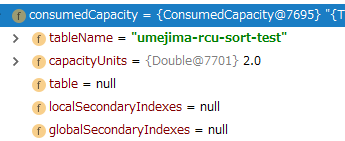 consumedCapacity = {ConsumedCapacity@7695} "{T
f tableName = "umejima-rcu-sort-test"
f capacityUnits = {Double@7701} 2.0
f table = null
f localSecondaryIndexes = null
f globalSecondaryIndexes = null